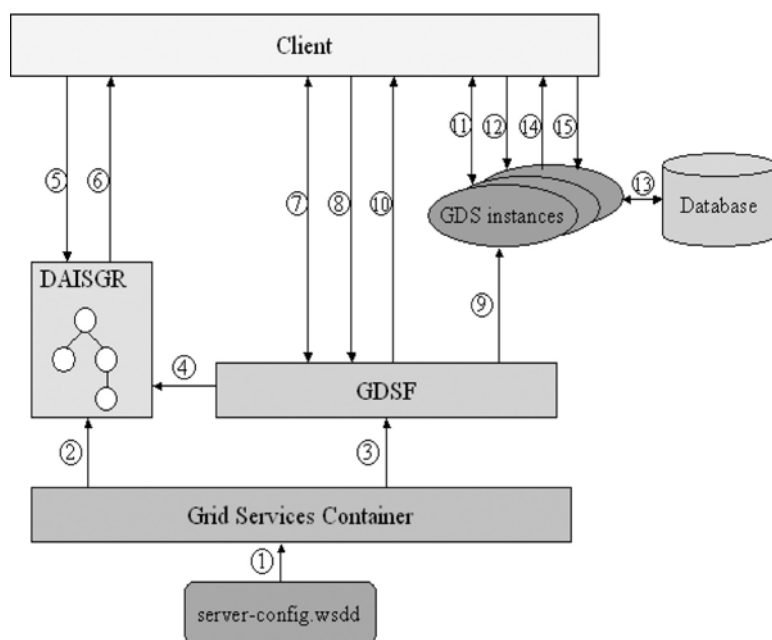 Client
⑤
⑥
⑦
⑧
⑩
⑪
⑫
⑭
⑮
GDS instances
⑬
Database
DAISGR
⑨
④
GDSF
②
③
Grid Services Container
①
server-config.wsdd